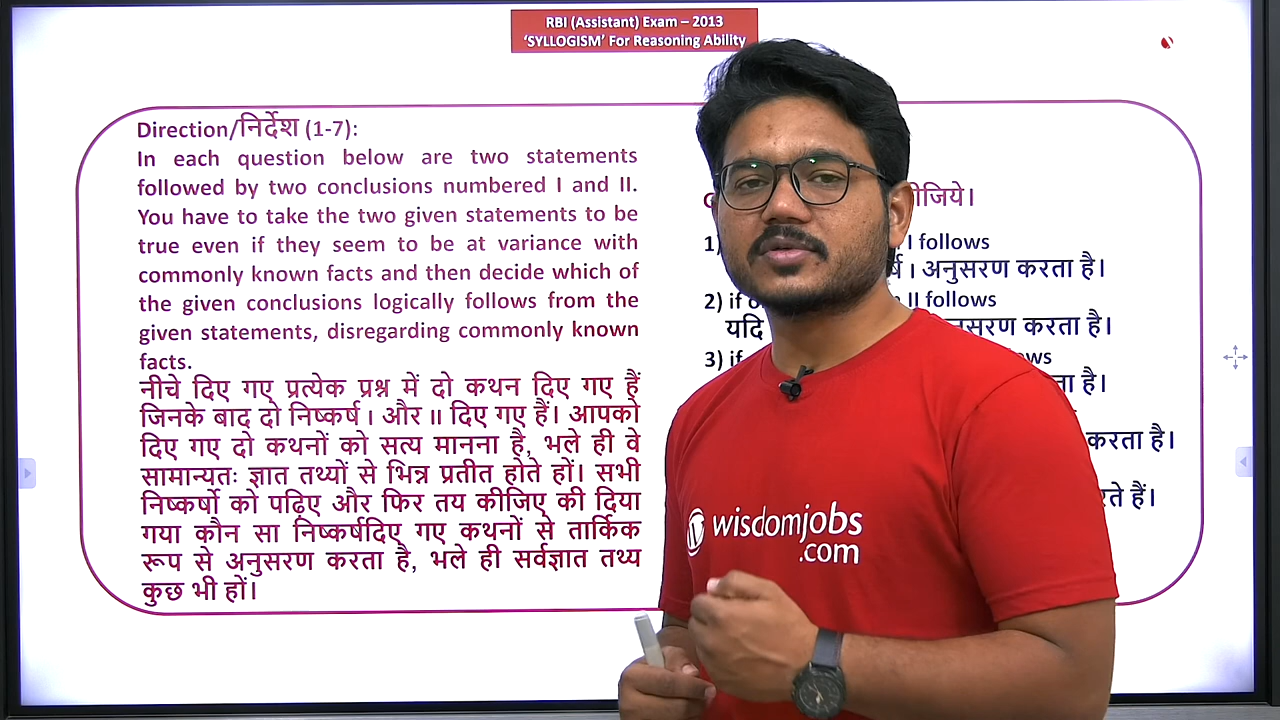 RBI (Assistant) Exam – 2013
‘SYLLOGISM’ For Reasoning Ability
Direction/निर्देश (1-7):
In each question below are two statements
followed by two conclusions numbered I and II.
You have to take the two given statements to be
true even if they seem to be at variance with
commonly known facts and then decide which of
the given conclusions logically follows from the
given statements, disregarding commonly known
facts.
नीचे दिए गए प्रत्येक प्रश्न में दो कथन दिए गए हैं
जिनके बाद दो निष्कर्ष । और ॥ दिए गए हैं। आपको
दिए गए दो कथनों को सत्य मानना है, भले ही वे
सामान्यतः ज्ञात तथ्यों से भिन्न प्रतीत होते हों। सभी
निष्कर्षो को पढ़िए और फिर तय कीजिए की दिया
गया कौन सा निष्कर्षदिए गए कथनों से तार्किक
रूप से अनुसरण करता है, भले ही सर्वज्ञात तथ्य
कुछ भी हों।
1) I follows
। अनुसरण करता है।
2) if II follows
यदि करता है।
3) if
है।
करता है।
हैं।
wisdomjobs
.com